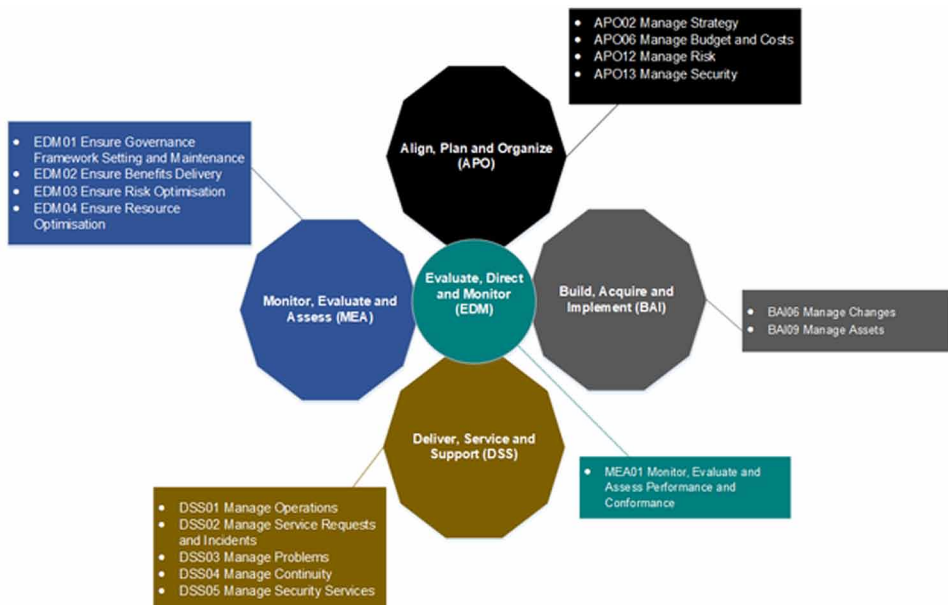 • APO02 Manage Strategy
• APO06 Manage Budget and Costs
• APO12 Manage Risk
• APO13 Manage Security
Align, Plan and Organize
(APO)
• EDM01 Ensure Governance
Framework Setting and Maintenance
• EDM02 Ensure Benefits Delivery
• EDM03 Ensure Risk Optimisation
• EDM04 Ensure Resource
Optimisation
Monitor, Evaluate and
Assess (MEA)
Evaluate, Direct
and Monitor
(EDM)
Build, Acquire and
Implement (BAI)
• BAI06 Manage Changes
• BAI09 Manage Assets
Deliver, Service and
Support (DSS)
• MEA01 Monitor, Evaluate and
Assess Performance and
Conformance
• DSS01 Manage Operations
• DSS02 Manage Service Requests
and Incidents
• DSS03 Manage Problems
• DSS04 Manage Continuity
• DSS05 Manage Security Services